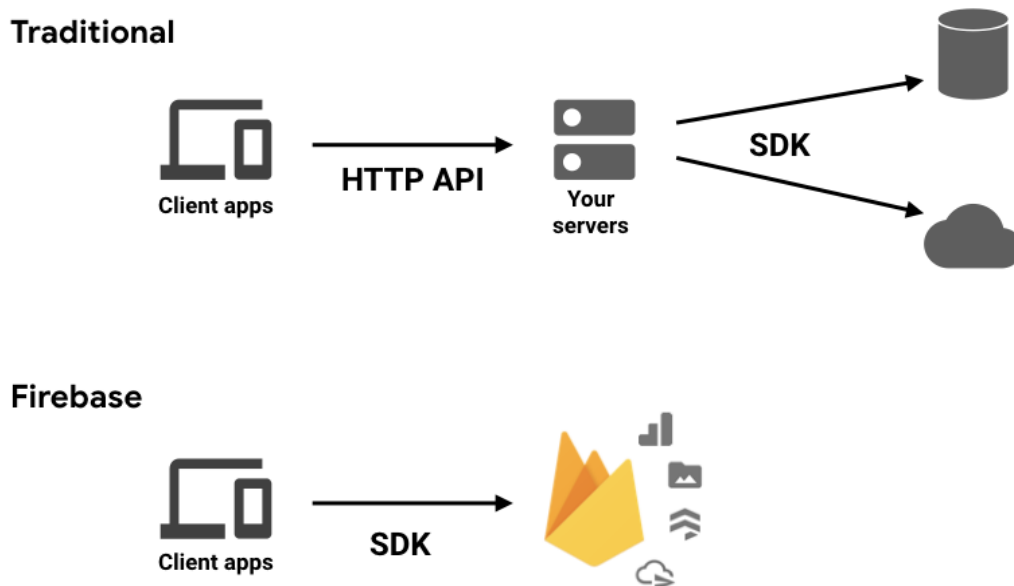 Traditional
Client apps
HTTP API
Your
servers
SDK
Firebase
Client apps
SDK